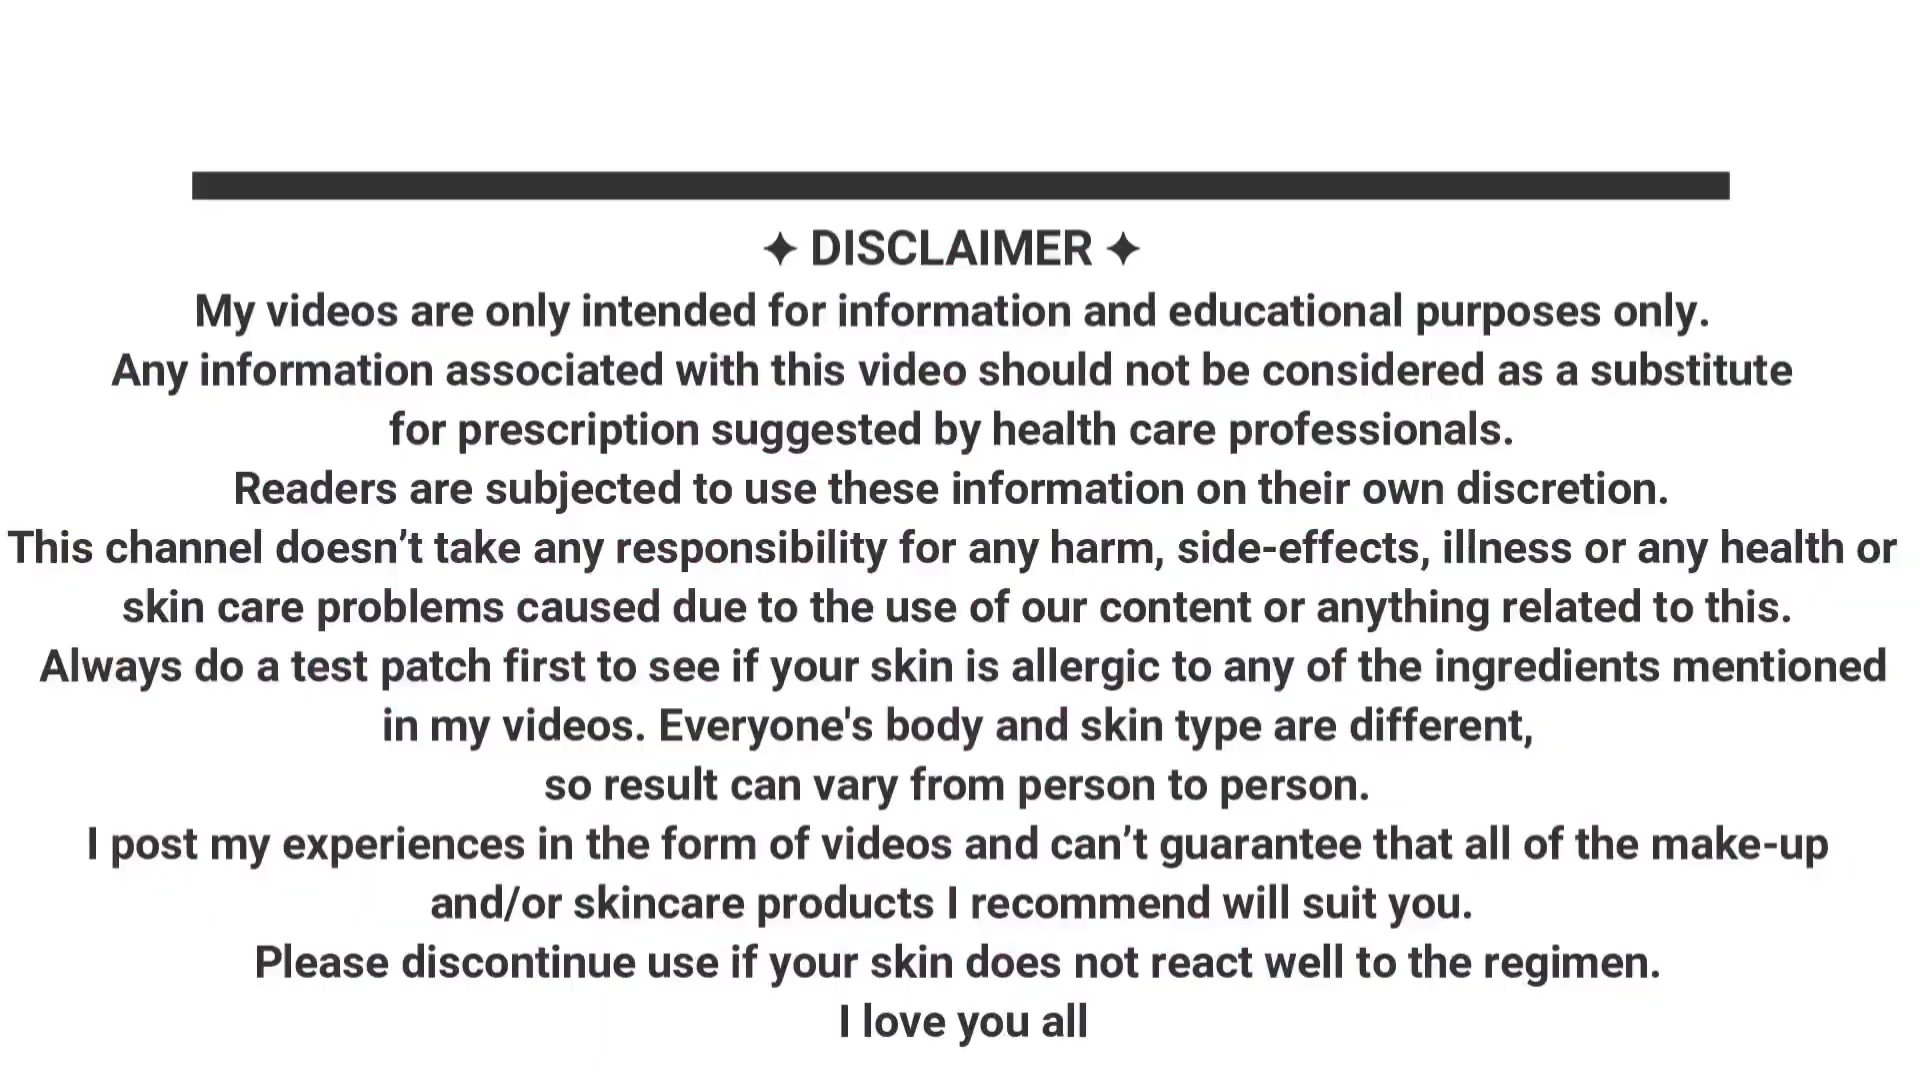 ✦ DISCLAIMER ✦
My videos are only intended for information and educational purposes only.
Any information associated with this video should not be considered as a substitute
for prescription suggested by health care professionals.
Readers are subjected to use these information on their own discretion.
This channel doesn’t take any responsibility for any harm, side-effects, illness or any health or
skin care problems caused due to the use of our content or anything related to this.
Always do a test patch first to see if your skin is allergic to any of the ingredients mentioned
in my videos. Everyone's body and skin type are different,
so result can vary from person to person.
I post my experiences in the form of videos and can’t guarantee that all of the make-up
and/or skincare products I recommend will suit you.
Please discontinue use if your skin does not react well to the regimen.
I love you all